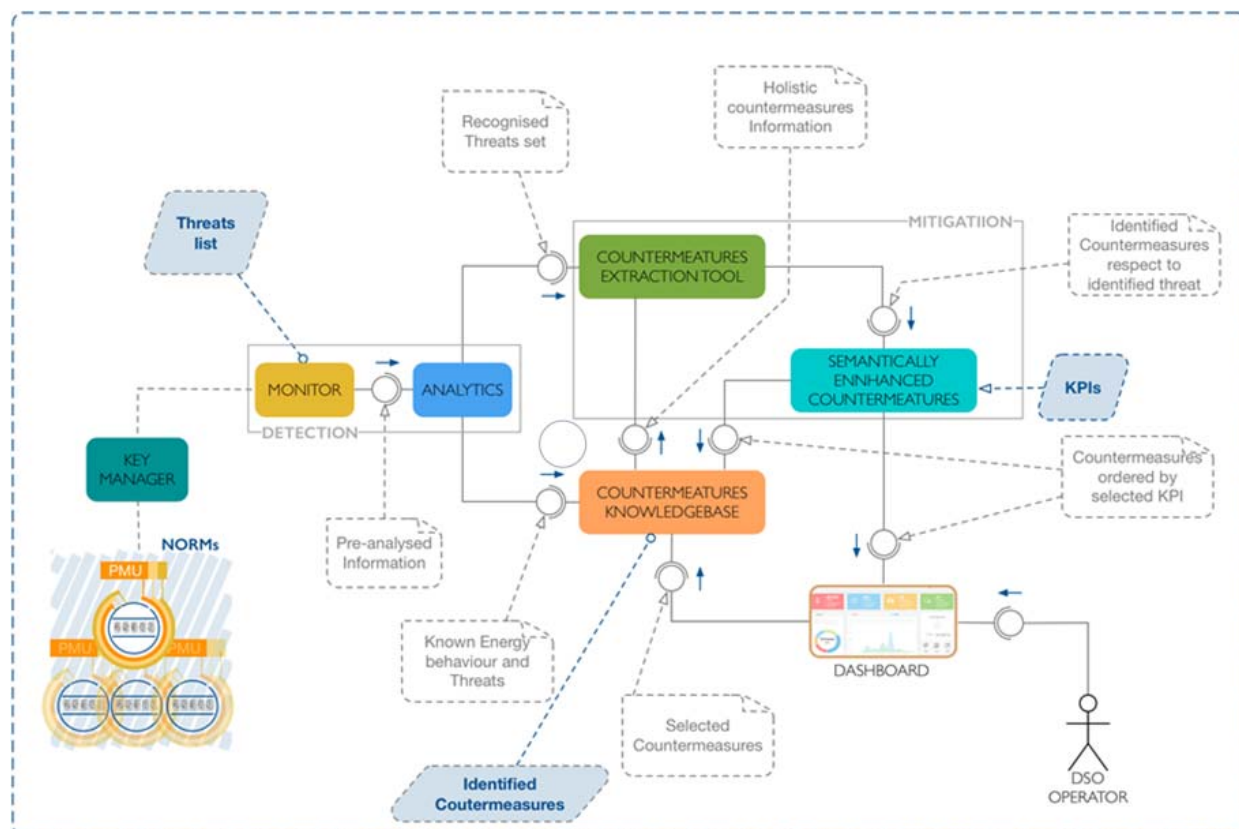 Holistic
countermeasures
Information
Recognised
Threats set
Threats
list
MITIGATIION
Identified
Countermeasures
respect to
identified threat
COUNTERMEATURES
EXTRACTION TOOL
SEMANTICALLY
ENNHANCED
COUNTERMEATURES
KPIs
MONITOR
ANALYTICS
DETECTION
KEY
MANAGER
COUNTERMEATURES
KNOWLEDGEBASE
Countermeasures
ordered by
selected KPI
Pre-analysed
Information
NORMs
PMU
PMU
PMU
Known Energy
behaviour and
Threats
DASHBOARD
Selected
Countermeasures
Identified
Coutermeasures
DSO
OPERATOR